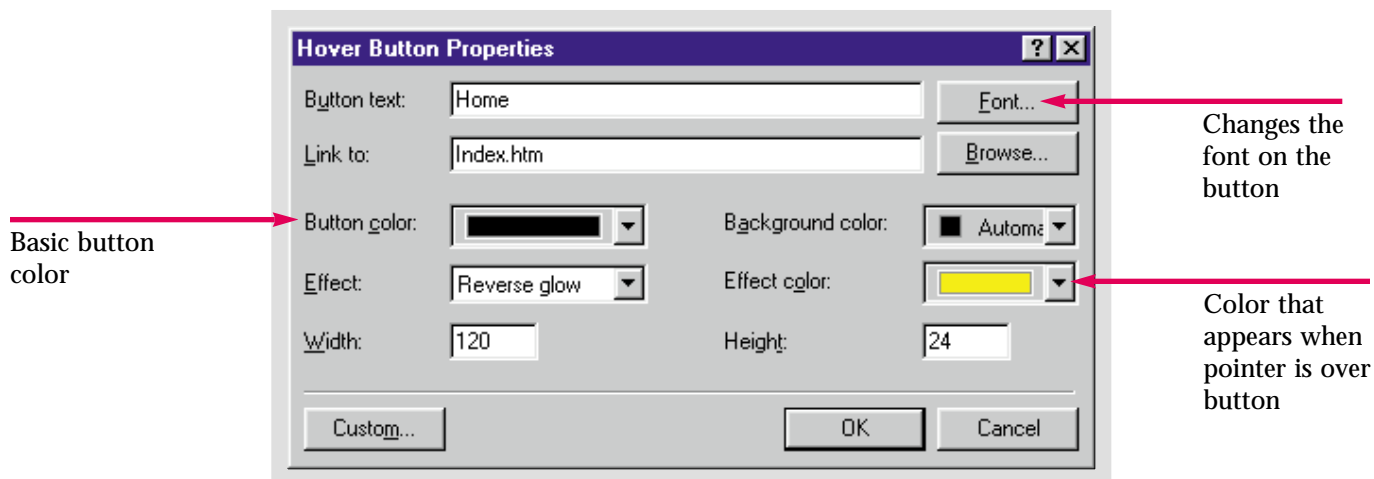 Hover Button Properties
Button text: Home Font...
Link to: Index.htm Browse...
Button color: Background color: Automa
Effect: Reverse glow Effect color:
Width: 120 Height: 24
Custom... OK Cancel
Basic button
color
Changes the
font on the
button
Color that
appears when
pointer is over
button